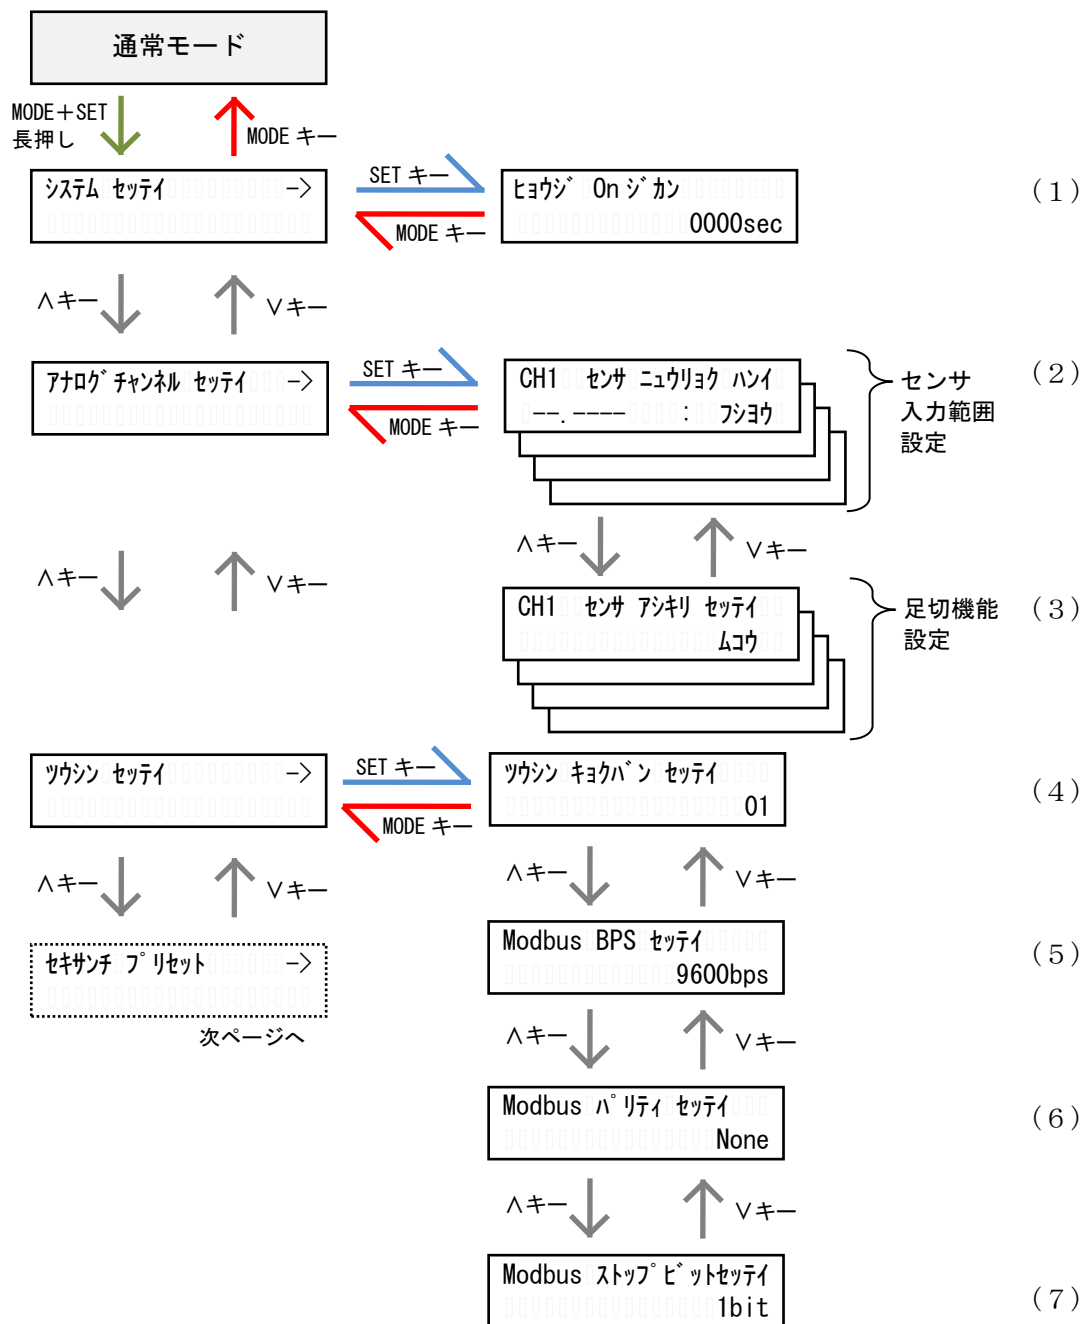 通常モード
MODE+SET
長押し
MODE キー
ｼｽﾃﾑ ｾｯﾃｲ ->
SET キー
MODE キー
ﾋｮｳｼﾞ On ｼﾞｶﾝ
0000sec
(1)
∧キー
∨キー
ｱﾅﾛｸﾞﾁｬﾝﾈﾙ ｾｯﾃｲ ->
SET キー
MODE キー
CH1 ｾﾝｻ ﾆｭｳﾘｮｸ ﾊﾝｲ
--.---- : ﾌｼﾖｳ
センサ
入力範囲
設定
(2)
∧キー
∨キー
∧キー
∨キー
CH1 ｾﾝｻ ｱｼｷﾘ ｾｯﾃｲ
ﾑｺｳ
足切機能
設定
(3)
ﾂｳｼﾝ ｾｯﾃｲ ->
SET キー
MODE キー
ﾂｳｼﾝ ｷｮｸﾊﾞﾝ ｾｯﾃｲ
01
(4)
∧キー
∨キー
∧キー
∨キー
ｾｷｻﾝﾁ ﾌﾟﾘｾｯﾄ ->
次ページへ
Modbus BPS ｾｯﾃｲ
9600bps
(5)
∧キー
∨キー
Modbus ﾊﾟﾘﾃｨ ｾｯﾃｲ
None
(6)
∧キー
∨キー
Modbus ｽﾄｯﾌﾟﾋﾞｯﾄｾｯﾃｲ
1bit
(7)